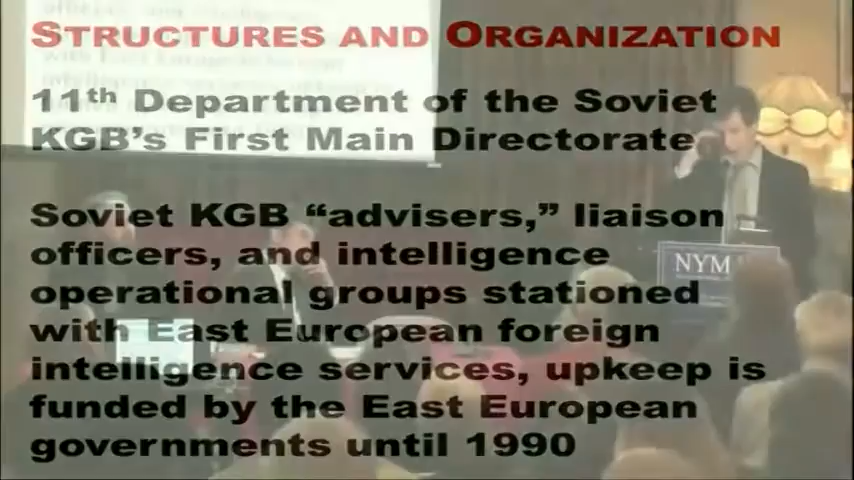 STRUCTURES AND ORGANIZATION
11th Department of the Soviet
KGB's First Main Directorate
Soviet KGB “advisers,” liaison
officers, and intelligence
operational groups stationed
with East European foreign
intelligence services, upkeep is
funded by the East European
governments until 1990
NYM